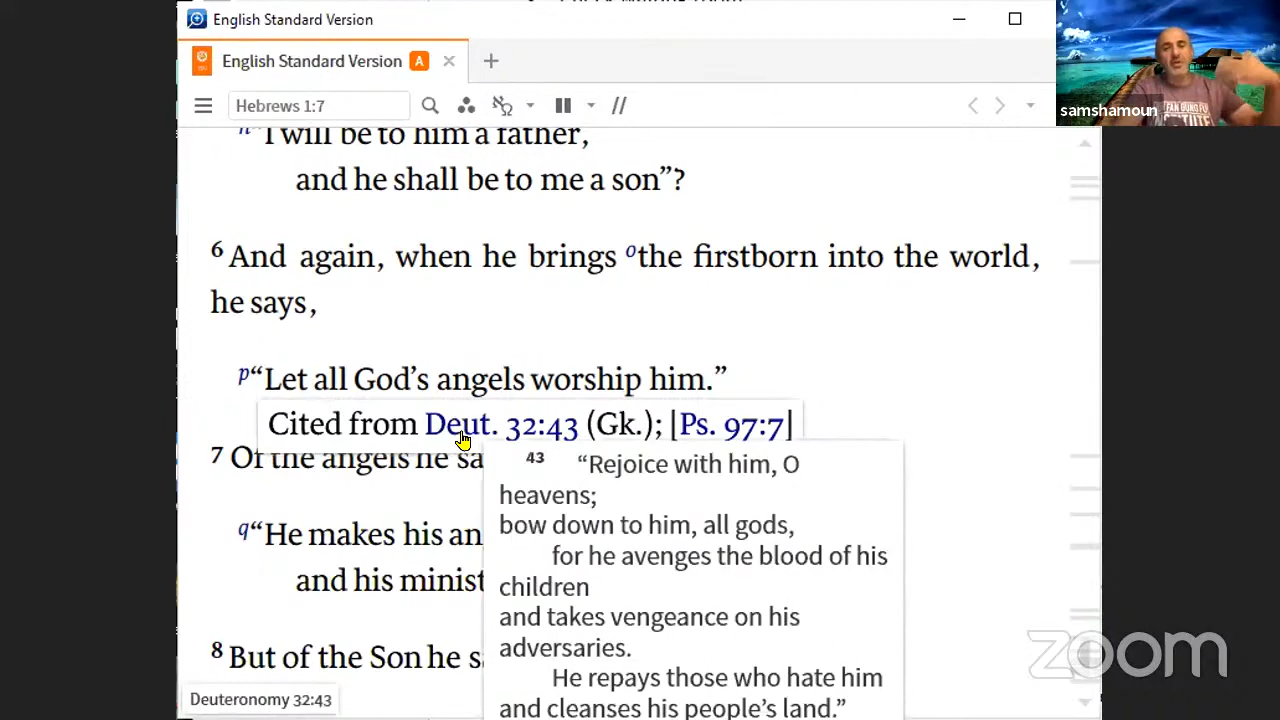 English Standard Version
English Standard Version A
Hebrews 1:7
samshamoun
n "I will be to him a father,
and he shall be to me a son"?
6 And again, when he brings o the firstborn into the world,
he says,
p "Let all God's angels worship him."
Cited from Deut. 32:43 (Gk.); [Ps. 97:7]
7 Of the angels he sa
43 "Rejoice with him, O
heavens;
bow down to him, all gods,
for he avenges the blood of his
children
and takes vengeance on his
adversaries.
He repays those who hate him
and cleanses his people's land."
q "He makes his an
and his minist
8 But of the Son he s
Deuteronomy 32:43
zoom